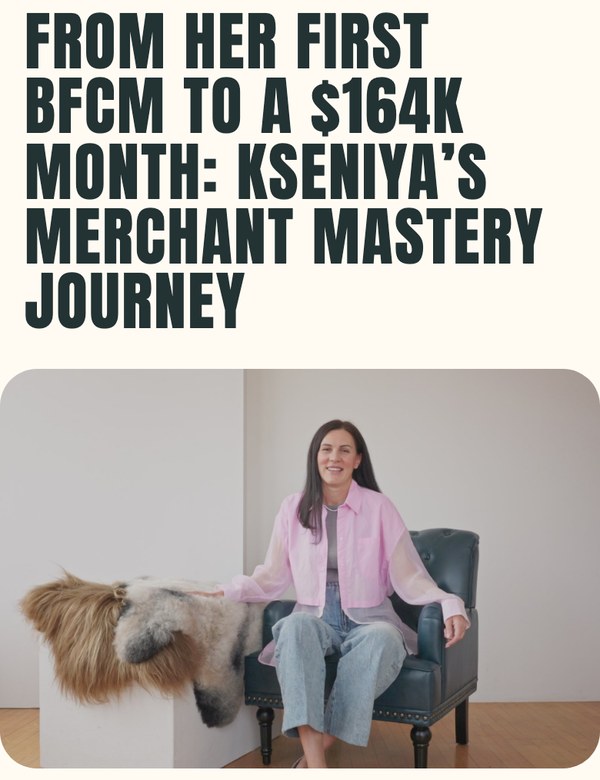 FROM HER FIRST
BFCM TO A $164K
MONTH: KSENIYA’S
MERCHANT MASTERY
JOURNEY